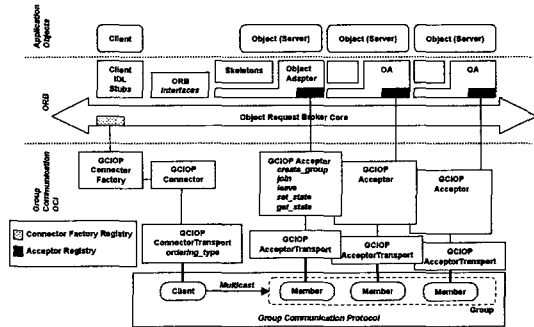 Application
Objects
Client
Object (Server)
Object (Server)
Object (Server)
ORB
Client
IDL
Stubs
ORB
Interfaces
Skeletons
Object
Adapter
OA
OA
Object Request Broker Core
Group
Communication
OCI
GCIOP
Connector
Factory
GCIOP
Connector
GCIOP Acceptor
create_group
join
leave
set_state
get_state
GCIOP
Acceptor
GCIOP
Acceptor
Connector Factory Registry
Acceptor Registry
GCIOP
ConnectorTransport
ordering_type
GCIOP
AcceptorTransport
GCIOP
AcceptorTransport
GCIOP
AcceptorTransport
Client
Multicast
Member
Member
Member
Group
Group Communication Protocol